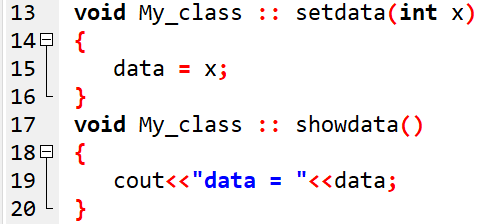 13 void My_class :: setdata(int x)
14 {
15 data = x;
16 }
17 void My_class :: showdata()
18 {
19 cout<<"data = "<<data;
20 }